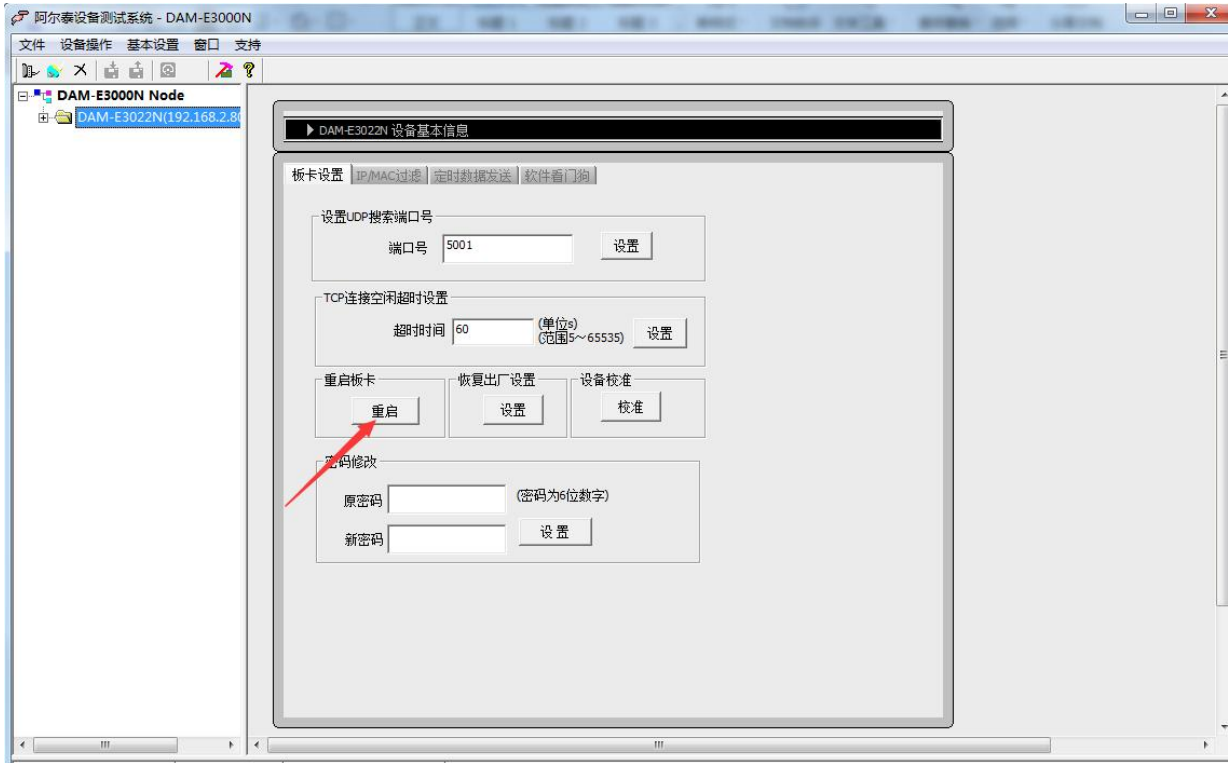 阿尔泰设备测试系统 - DAM-E3000N
文件 设备操作 基本设置 窗口 支持
DAM-E3000N Node
DAM-E3022N(192.168.2.80
DAM-E3022N 设备基本信息
板卡设置 IP/MAC过滤 定时数据发送 软件看门狗
设置UDP搜索端口号
端口号 5001 设置
TCP连接空闲超时设置
超时时间 60 (单位s) 设置
(范围5~65535)
重启板卡 恢复出厂设置 设备校准
重启 设置 校准
密码修改
原密码 (密码为6位数字)
新密码 设 置